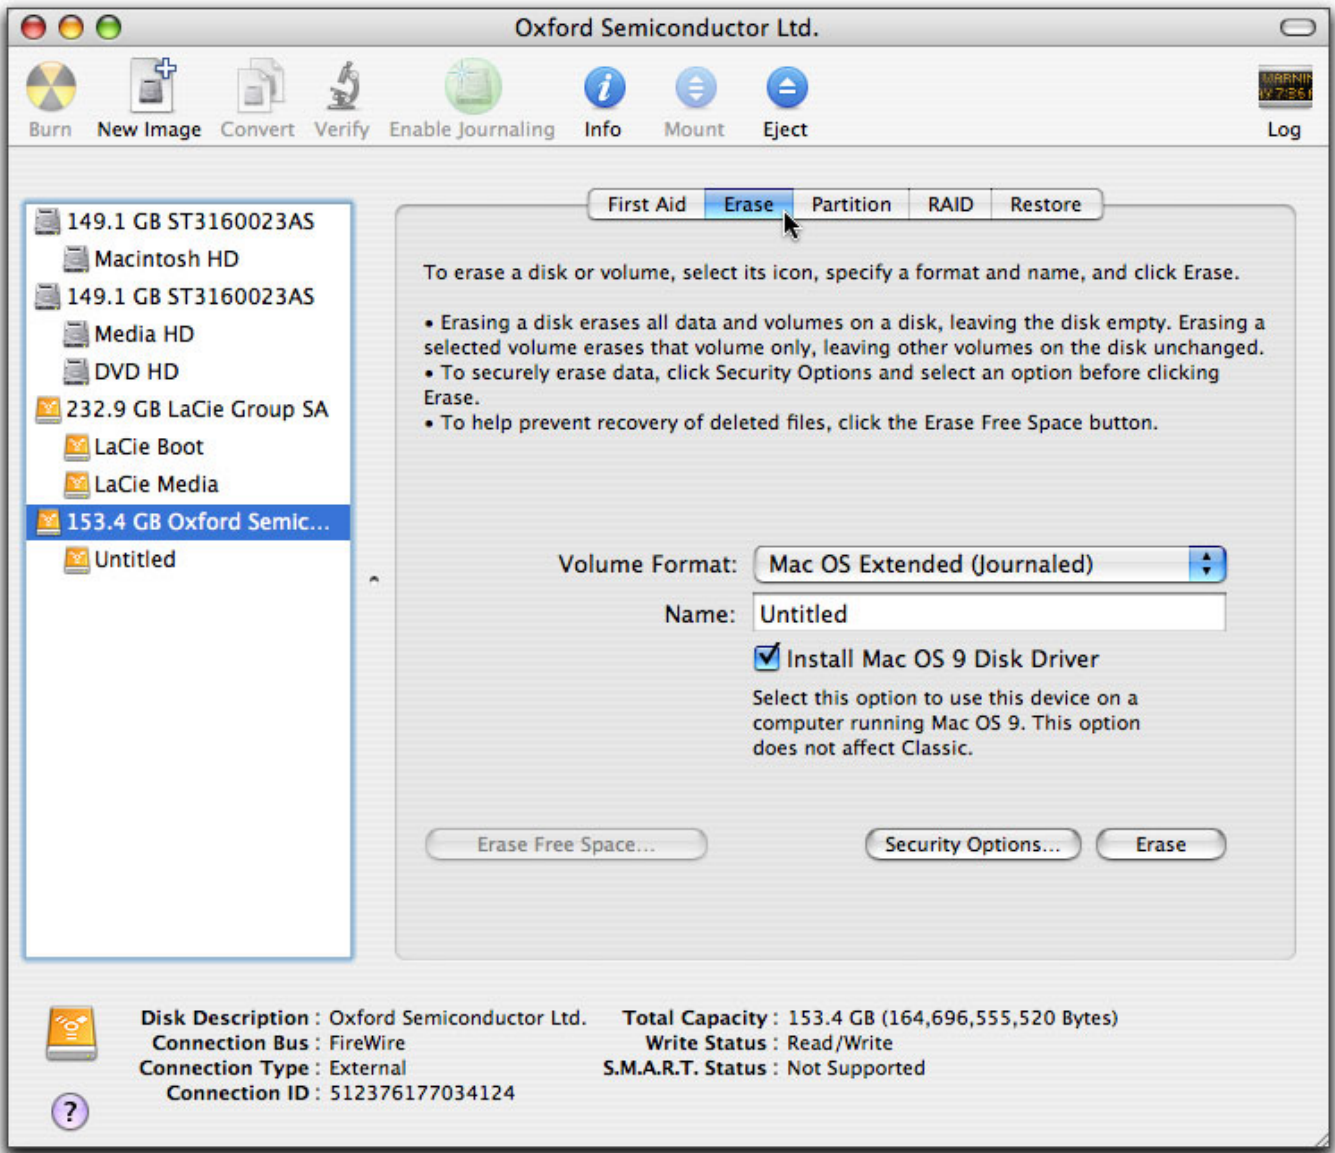 Oxford Semiconductor Ltd.
Burn New Image Convert Verify Enable Journaling Info Mount Eject Log
First Aid Erase Partition RAID Restore
149.1 GB ST3160023AS
Macintosh HD
149.1 GB ST3160023AS
Media HD
DVD HD
232.9 GB LaCie Group SA
LaCie Boot
LaCie Media
153.4 GB Oxford Semic...
Untitled
To erase a disk or volume, select its icon, specify a format and name, and click Erase.
• Erasing a disk erases all data and volumes on a disk, leaving the disk empty. Erasing a
selected volume erases that volume only, leaving other volumes on the disk unchanged.
• To securely erase data, click Security Options and select an option before clicking
Erase.
• To help prevent recovery of deleted files, click the Erase Free Space button.
Volume Format: Mac OS Extended (Journaled)
Name: Untitled
Install Mac OS 9 Disk Driver
Select this option to use this device on a
computer running Mac OS 9. This option
does not affect Classic.
Erase Free Space... Security Options... Erase
Disk Description : Oxford Semiconductor Ltd. Total Capacity : 153.4 GB (164,696,555,520 Bytes)
Connection Bus : FireWire Write Status : Read/Write
Connection Type : External S.M.A.R.T. Status : Not Supported
Connection ID : 512376177034124
?